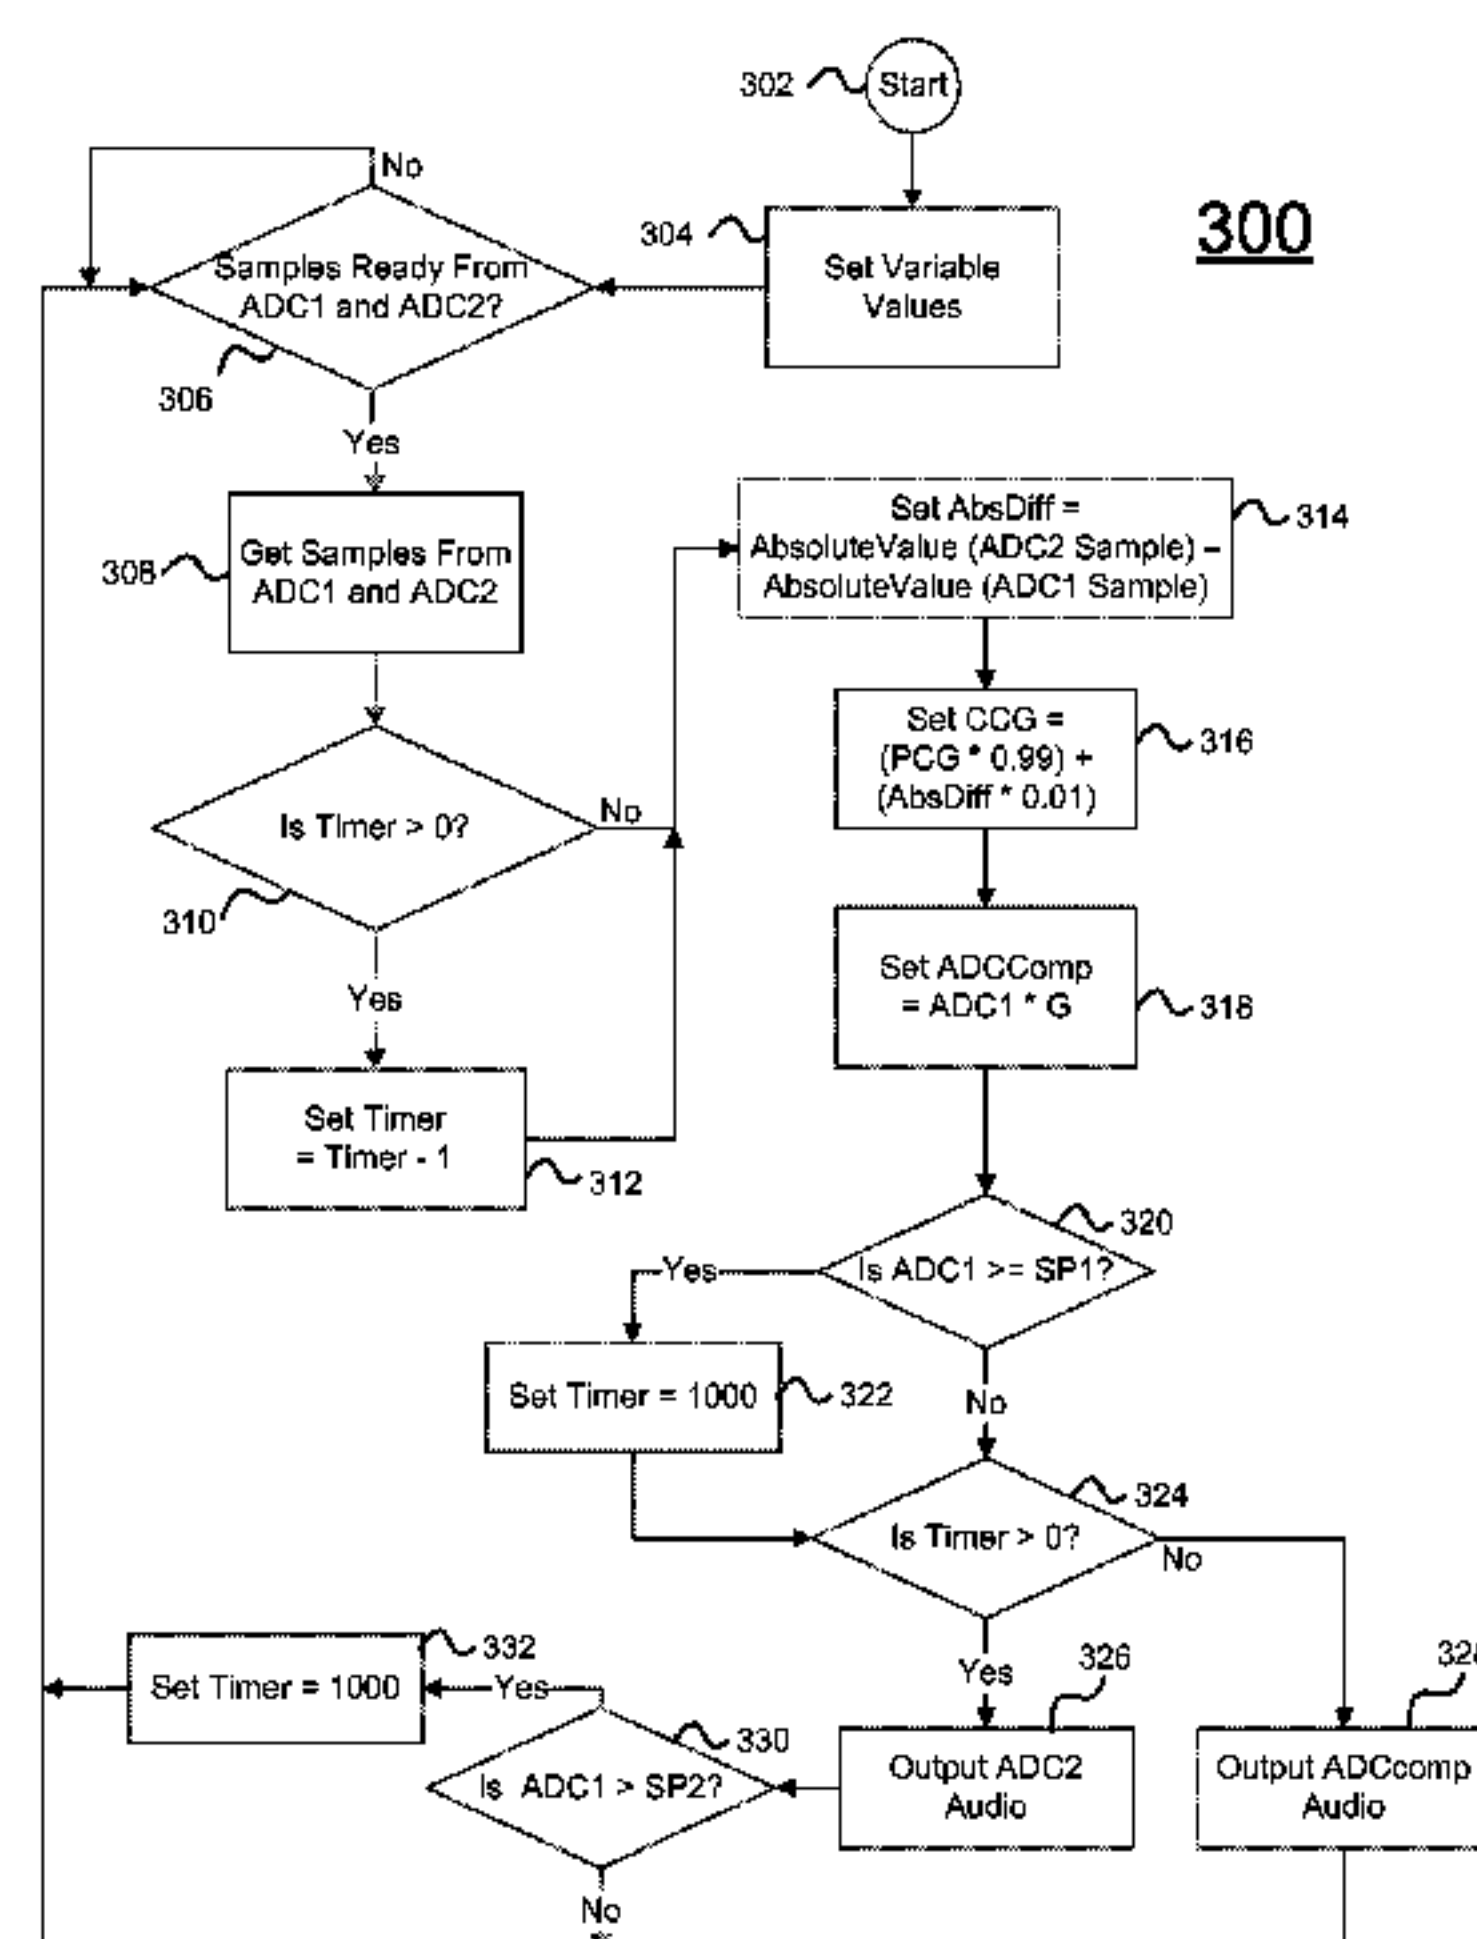 302
Start
300
No
304
Set Variable
Values
Samples Ready From
ADC1 and ADC2?
306
Yes
308
Get Samples From
ADC1 and ADC2
Set AbsDiff =
AbsoluteValue (ADC2 Sample) –
AbsoluteValue (ADC1 Sample)
314
Set CCG =
(PCG * 0.99) +
(AbsDiff * 0.01)
316
Is Timer > 0?
No
310
Yes
Set ADCComp
= ADC1 * G
318
Set Timer
= Timer - 1
312
320
Is ADC1 >= SP1?
Yes
Set Timer = 1000
322
No
324
Is Timer > 0?
No
Yes
326
Output ADC2
Audio
Output ADCcomp
Audio
332
Set Timer = 1000
Yes
330
Is ADC1 > SP2?
No